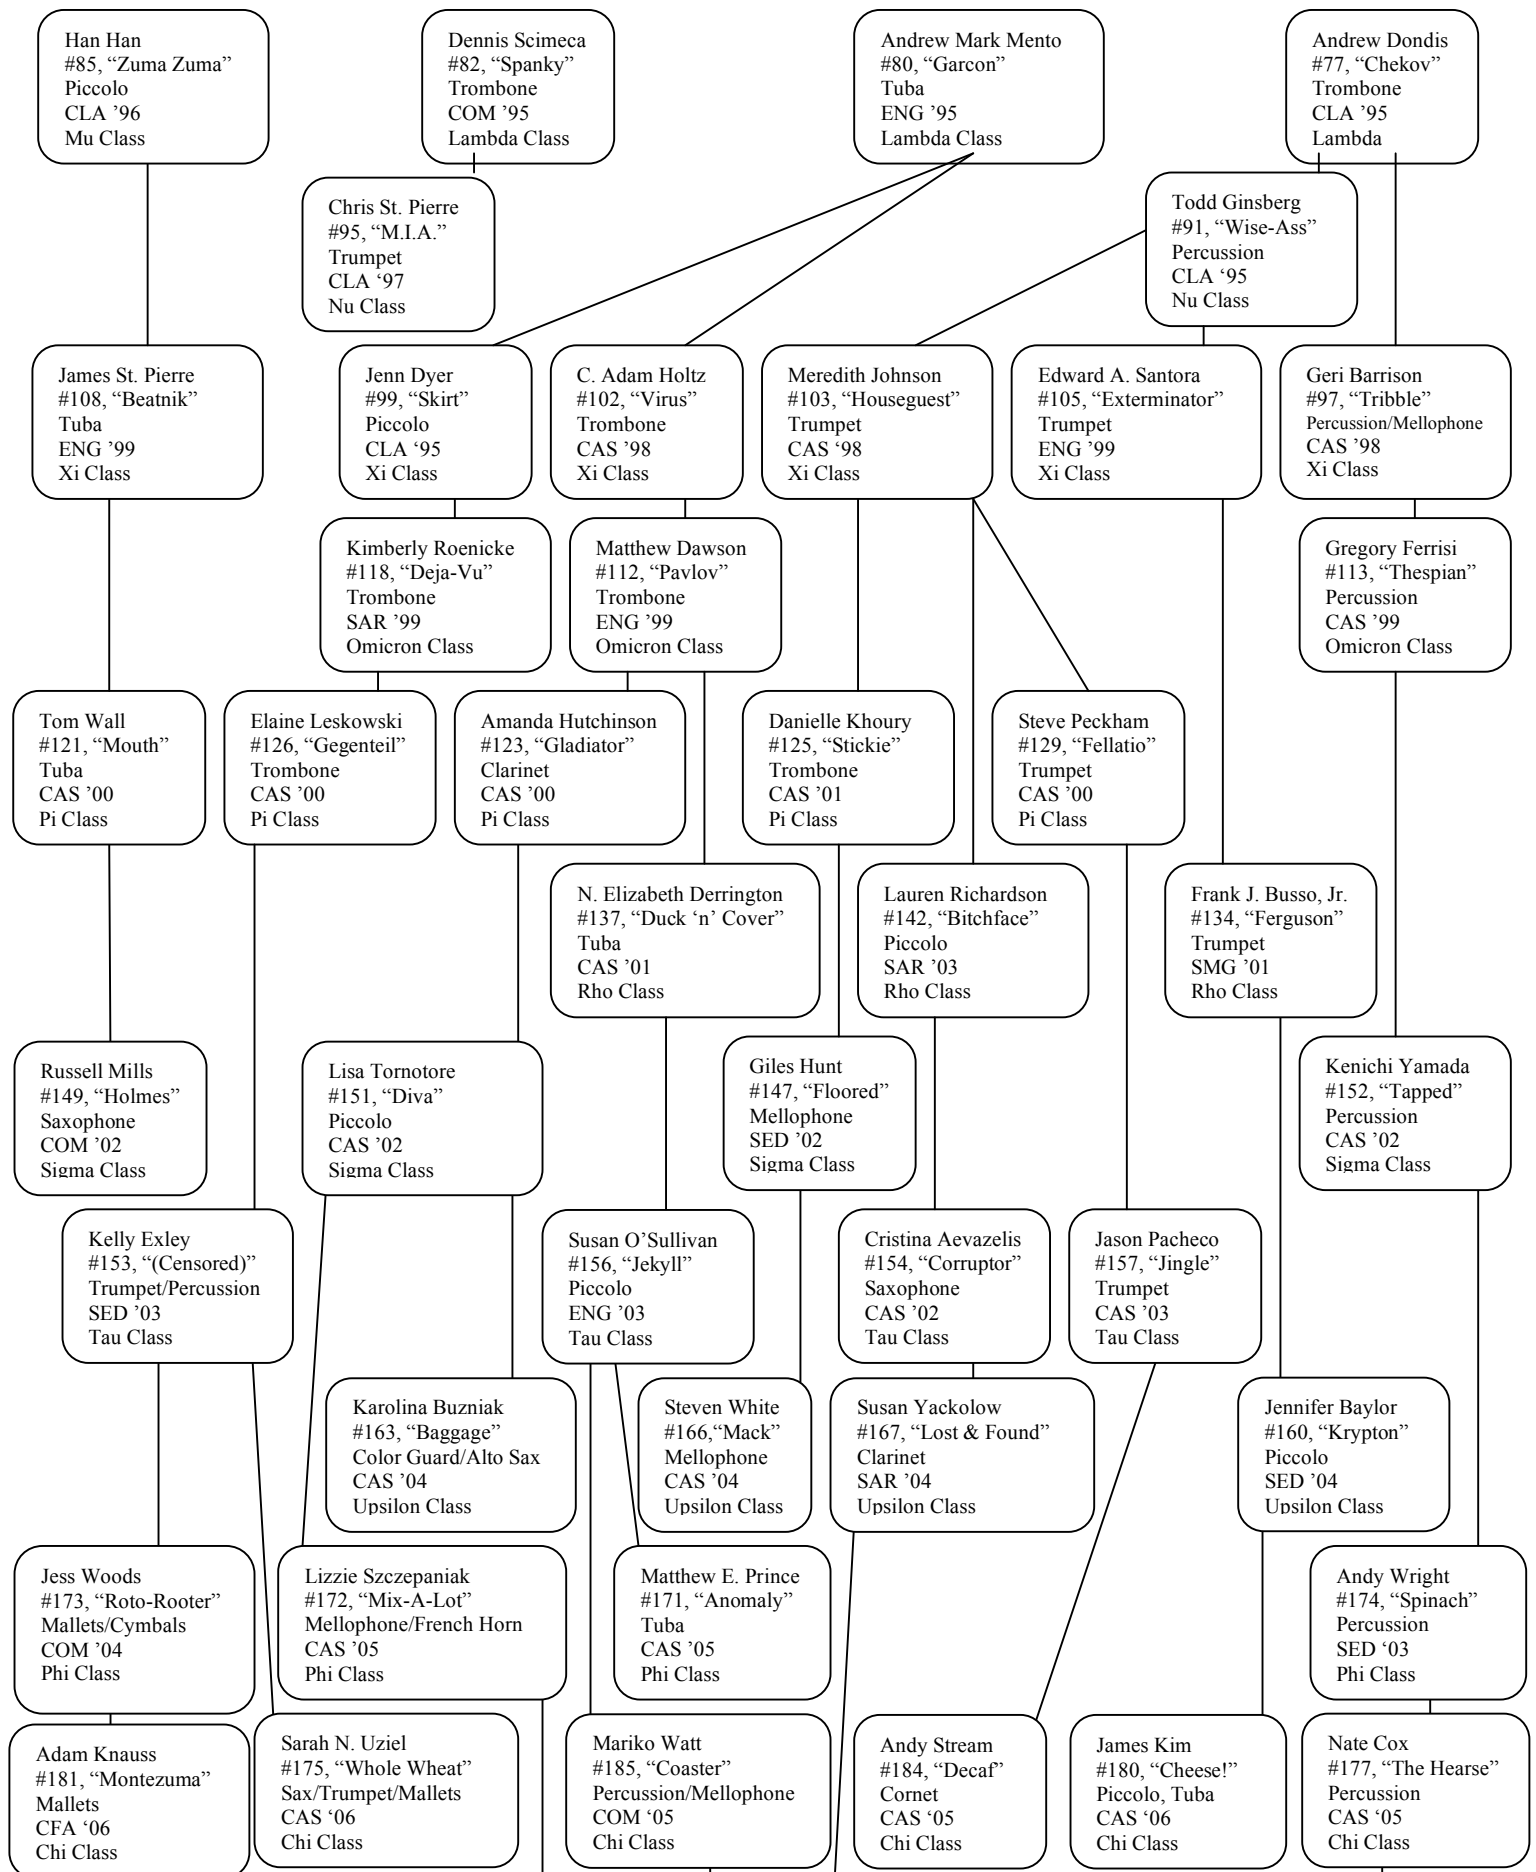 Han Han
#85, “Zuma Zuma”
Piccolo
CLA ’96
Mu Class
Dennis Scimeca
#82, “Spanky”
Trombone
COM ’95
Lambda Class
Andrew Mark Mento
#80, “Garcon”
Tuba
ENG ’95
Lambda Class
Andrew Dondis
#77, “Chekov”
Trombone
CLA ’95
Lambda
Chris St. Pierre
#95, “M.I.A.”
Trumpet
CLA ‘97
Nu Class
Todd Ginsberg
#91, “Wise-Ass”
Percussion
CLA ’95
Nu Class
James St. Pierre
#108, “Beatnik”
Tuba
ENG ’99
Xi Class
Jenn Dyer
#99, “Skirt”
Piccolo
CLA ‘95
Xi Class
C. Adam Holtz
#102, “Virus”
Trombone
CAS ’98
Xi Class
Meredith Johnson
#103, “Houseguest”
Trumpet
CAS ‘98
Xi Class
Edward A. Santora
#105, “Exterminator”
Trumpet
ENG ’99
Xi Class
Geri Barrison
#97, “Tribble”
Percussion/Mellophone
CAS ’98
Xi Class
Kimberly Roenicke
#118, “Deja-Vu”
Trombone
SAR ’99
Omicron Class
Matthew Dawson
#112, “Pavlov”
Trombone
ENG ’99
Omicron Class
Gregory Ferrisi
#113, “Thespian”
Percussion
CAS ’99
Omicron Class
Tom Wall
#121, “Mouth”
Tuba
CAS ’00
Pi Class
Elaine Leskowski
#126, “Gegenteil”
Trombone
CAS ’00
Pi Class
Amanda Hutchinson
#123, “Gladiator”
Clarinet
CAS ’00
Pi Class
Danielle Khoury
#125, “Stickie”
Trombone
CAS ’01
Pi Class
Steve Peckham
#129, “Fellatio”
Trumpet
CAS ’00
Pi Class
N. Elizabeth Derrington
#137, “Duck ‘n’ Cover”
Tuba
CAS ’01
Rho Class
Lauren Richardson
#142, “Bitchface”
Piccolo
SAR ’03
Rho Class
Frank J. Busso, Jr.
#134, “Ferguson”
Trumpet
SMG ’01
Rho Class
Russell Mills
#149, “Holmes”
Saxophone
COM ’02
Sigma Class
Lisa Tornotore
#151, “Diva”
Piccolo
CAS ’02
Sigma Class
Giles Hunt
#147, “Floored”
Mellophone
SED ’02
Sigma Class
Kenichi Yamada
#152, “Tapped”
Percussion
CAS ’02
Sigma Class
Kelly Exley
#153, “(Censored)”
Trumpet/Percussion
SED ’03
Tau Class
Susan O’Sullivan
#156, “Jekyll”
Piccolo
ENG ’03
Tau Class
Cristina Aevazelis
#154, “Corruptor”
Saxophone
CAS ’02
Tau Class
Jason Pacheco
#157, “Jingle”
Trumpet
CAS ’03
Tau Class
Karolina Buzniak
#163, “Baggage”
Color Guard/Alto Sax
CAS ’04
Upsilon Class
Steven White
#166,“Mack”
Mellophone
CAS ’04
Upsilon Class
Susan Yackolow
#167, “Lost & Found”
Clarinet
SAR ’04
Upsilon Class
Jennifer Baylor
#160, “Krypton”
Piccolo
SED ’04
Upsilon Class
Jess Woods
#173, “Roto-Rooter”
Mallets/Cymbals
COM ’04
Phi Class
Lizzie Szczepaniak
#172, “Mix-A-Lot”
Mellophone/French Horn
CAS ’05
Phi Class
Matthew E. Prince
#171, “Anomaly”
Tuba
CAS ’05
Phi Class
Andy Wright
#174, “Spinach”
Percussion
SED ‘03
Phi Class
Adam Knauss
#181, “Montezuma”
Mallets
CFA ‘06
Chi Class
Sarah N. Uziel
#175, “Whole Wheat”
Sax/Trumpet/Mallets
CAS ‘06
Chi Class
Mariko Watt
#185, “Coaster”
Percussion/Mellophone
COM ’05
Chi Class
Andy Stream
#184, “Decaf”
Cornet
CAS ’05
Chi Class
James Kim
#180, “Cheese!”
Piccolo, Tuba
CAS ’06
Chi Class
Nate Cox
#177, “The Hearse”
Percussion
CAS ’05
Chi Class